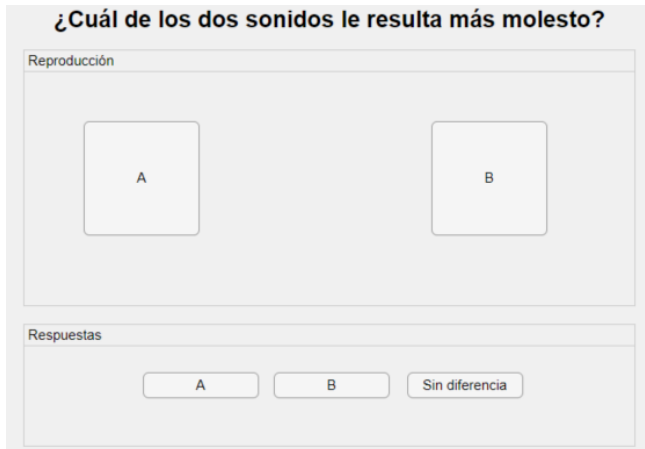 ¿Cuál de los dos sonidos le resulta más molesto?
Reproducción
A B
Respuestas
A B Sin diferencia